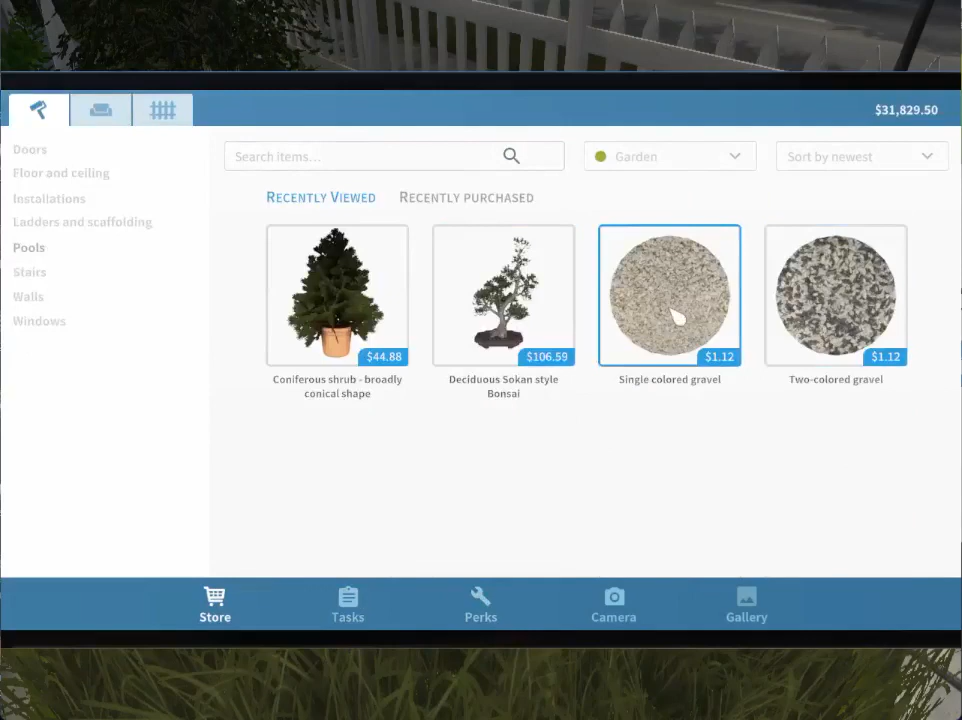 $31,829.50
Doors
Floor and ceiling
Installations
Ladders and scaffolding
Pools
Stairs
Walls
Windows
Search items...
Garden
Sort by newest
RECENTLY VIEWED
RECENTLY PURCHASED
$44.88
Coniferous shrub - broadly
conical shape
$106.59
Deciduous Sokan style
Bonsai
$1.12
Single colored gravel
$1.12
Two-colored gravel
Store
Tasks
Perks
Camera
Gallery